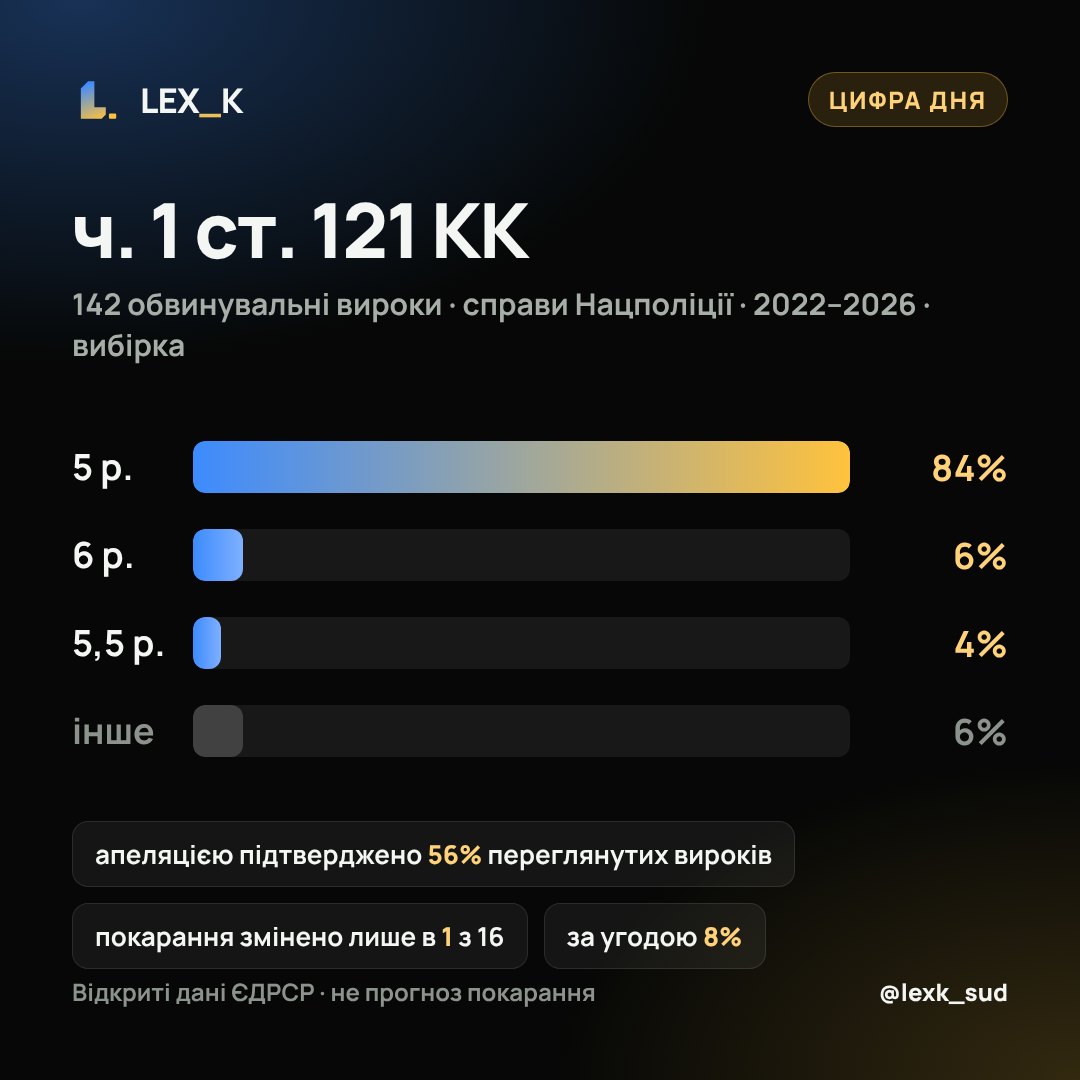 LEX_K
ЦИФРА ДНЯ
ч. 1 ст. 121 КК
142 обвинувальні вироки · справи Нацполіції · 2022–2026 ·
вибірка
5 р. 84%
6 р. 6%
5,5 р. 4%
інше 6%
апеляцією підтверджено 56% переглянутих вироків
покарання змінено лише в 1 з 16
за угодою 8%
Відкриті дані ЄДРСР · не прогноз покарання
@lexk_sud